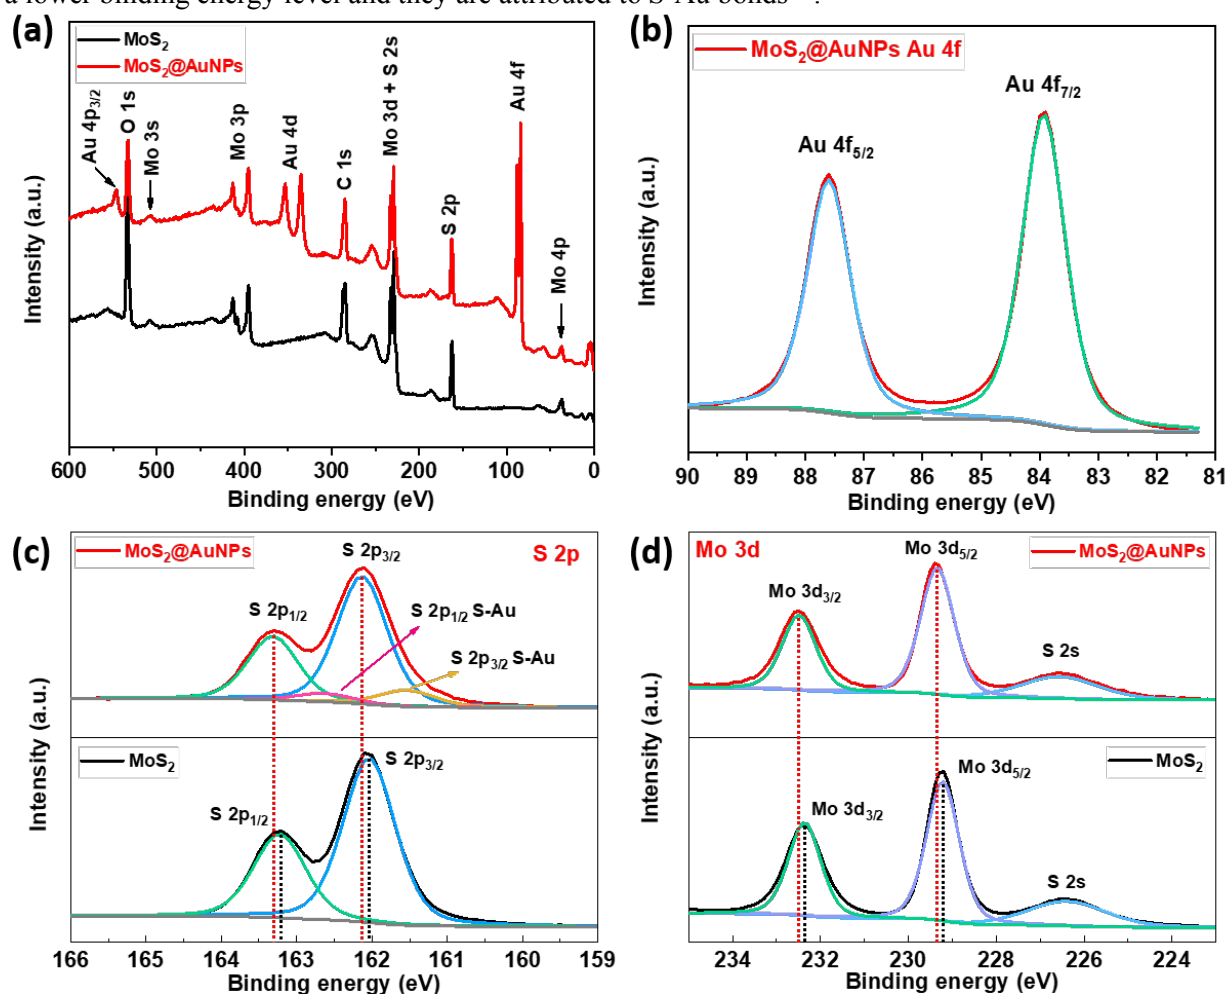 a lower binding energy level and they are attributed to S-Au bonds
(a)
MoS2
MoS2@AuNPs
Au 4p3/2
O 1s
Mo 3s
Mo 3p
Au 4d
C 1s
Mo 3d + S 2s
S 2p
Au 4f
Mo 4p
Intensity (a.u.)
600 500 400 300 200 100 0
Binding energy (eV)
(b)
MoS2@AuNPs Au 4f
Au 4f7/2
Au 4f5/2
Intensity (a.u.)
90 89 88 87 86 85 84 83 82 81
Binding energy (eV)
(c)
MoS2@AuNPs
S 2p3/2
S 2p
S 2p1/2
S 2p1/2 S-Au
S 2p3/2 S-Au
Intensity (a.u.)
MoS2
S 2p3/2
S 2p1/2
Intensity (a.u.)
166 165 164 163 162 161 160 159
Binding energy (eV)
(d)
Mo 3d
Mo 3d5/2
MoS2@AuNPs
Mo 3d3/2
S 2s
Intensity (a.u.)
MoS2
Mo 3d5/2
Mo 3d3/2
S 2s
Intensity (a.u.)
234 232 230 228 226 224
Binding energy (eV)